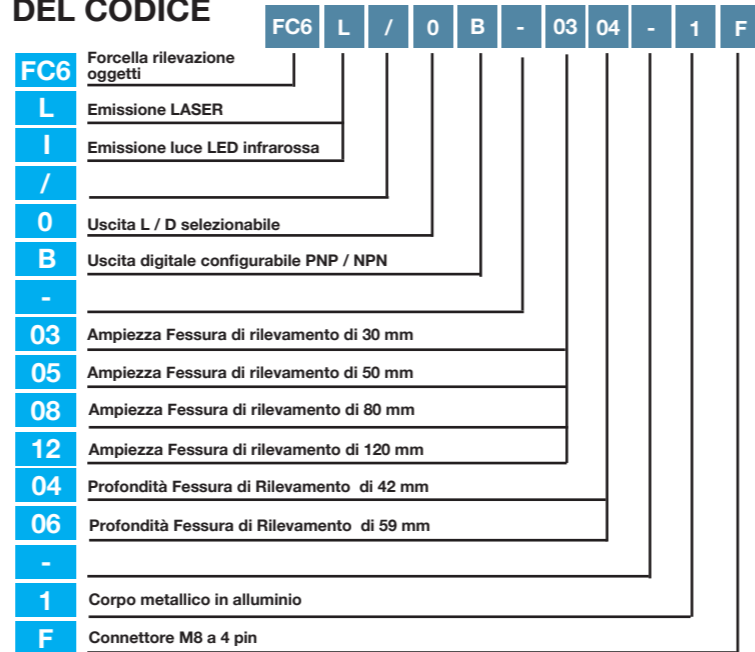 DEL CODICE
FC6 L / 0 B - 03 04 - 1 F
FC6 Forcella rilevazione
oggetti
L Emissione LASER
I Emissione luce LED infrarossa
/
0 Uscita L / D selezionabile
B Uscita digitale configurabile PNP / NPN
-
03 Ampiezza Fessura di rilevamento di 30 mm
05 Ampiezza Fessura di rilevamento di 50 mm
08 Ampiezza Fessura di rilevamento di 80 mm
12 Ampiezza Fessura di rilevamento di 120 mm
04 Profondità Fessura di Rilevamento di 42 mm
06 Profondità Fessura di Rilevamento di 59 mm
-
1 Corpo metallico in alluminio
F Connettore M8 a 4 pin